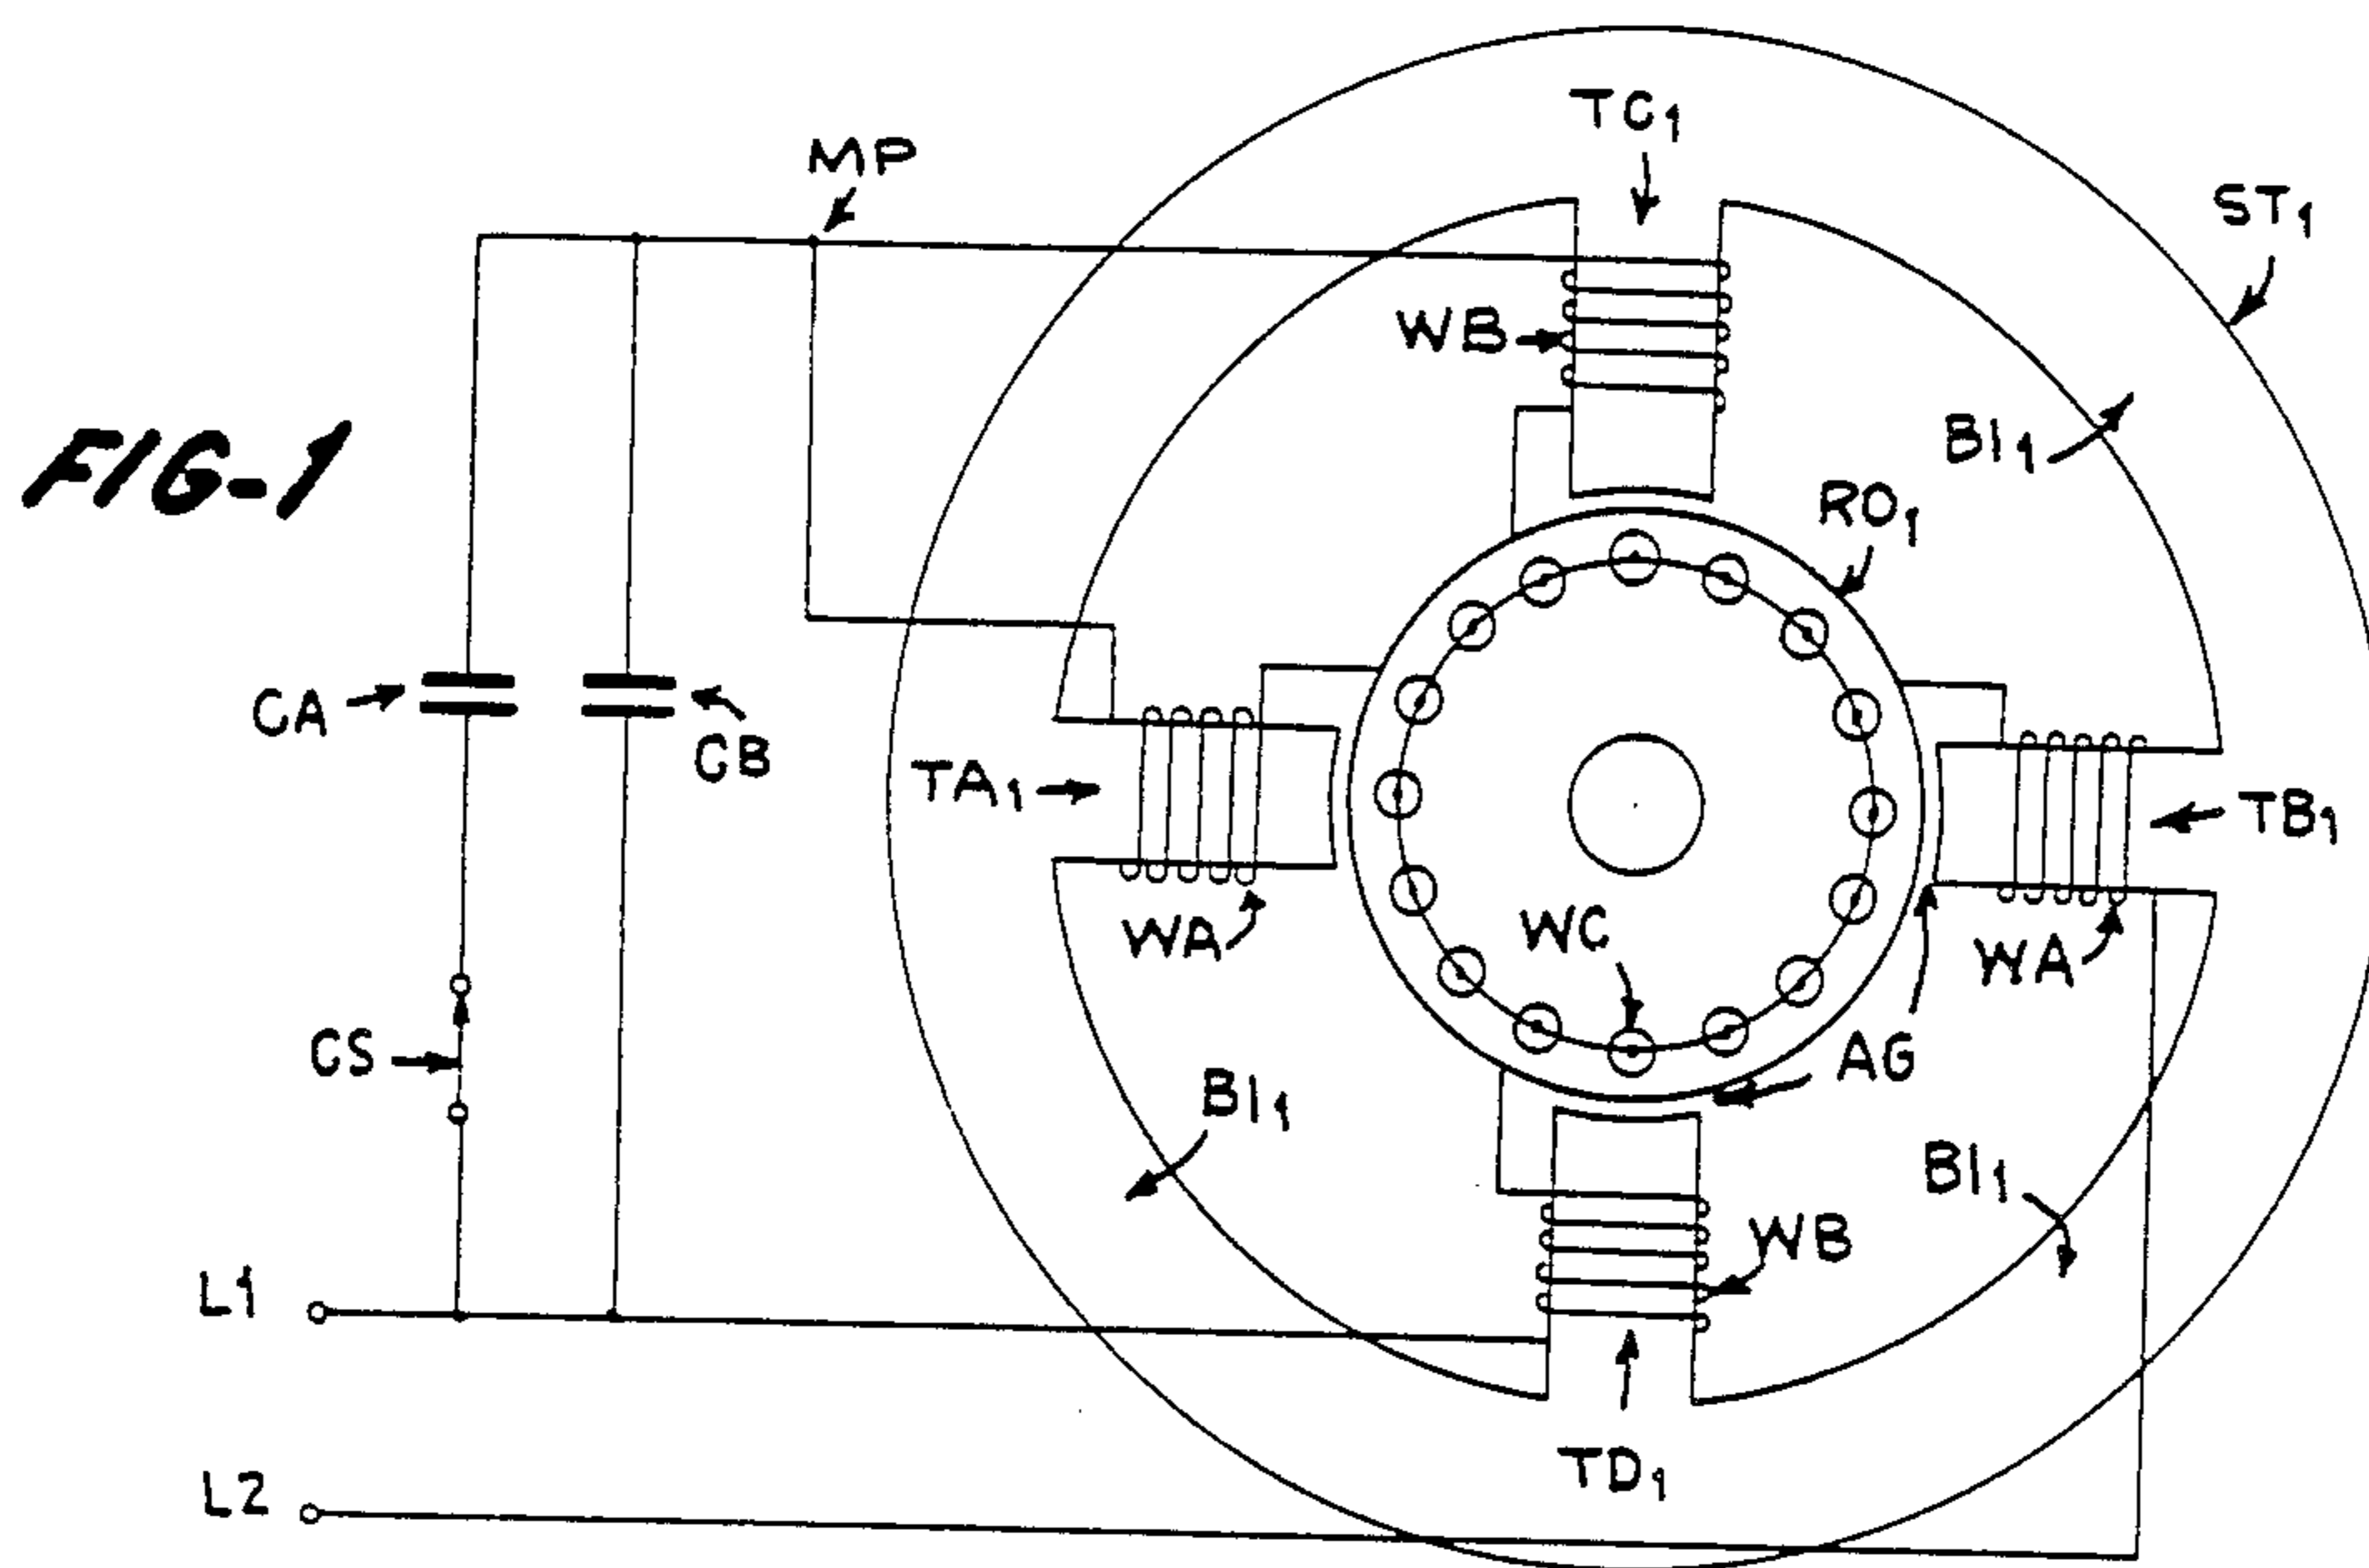 FIG-1
MP
TC1
ST1
WB
BI1
RO1
CA
CB
TA1
TB1
WA
WC
WA
CS
AG
BI1
BI1
WB
L1
TD1
L2